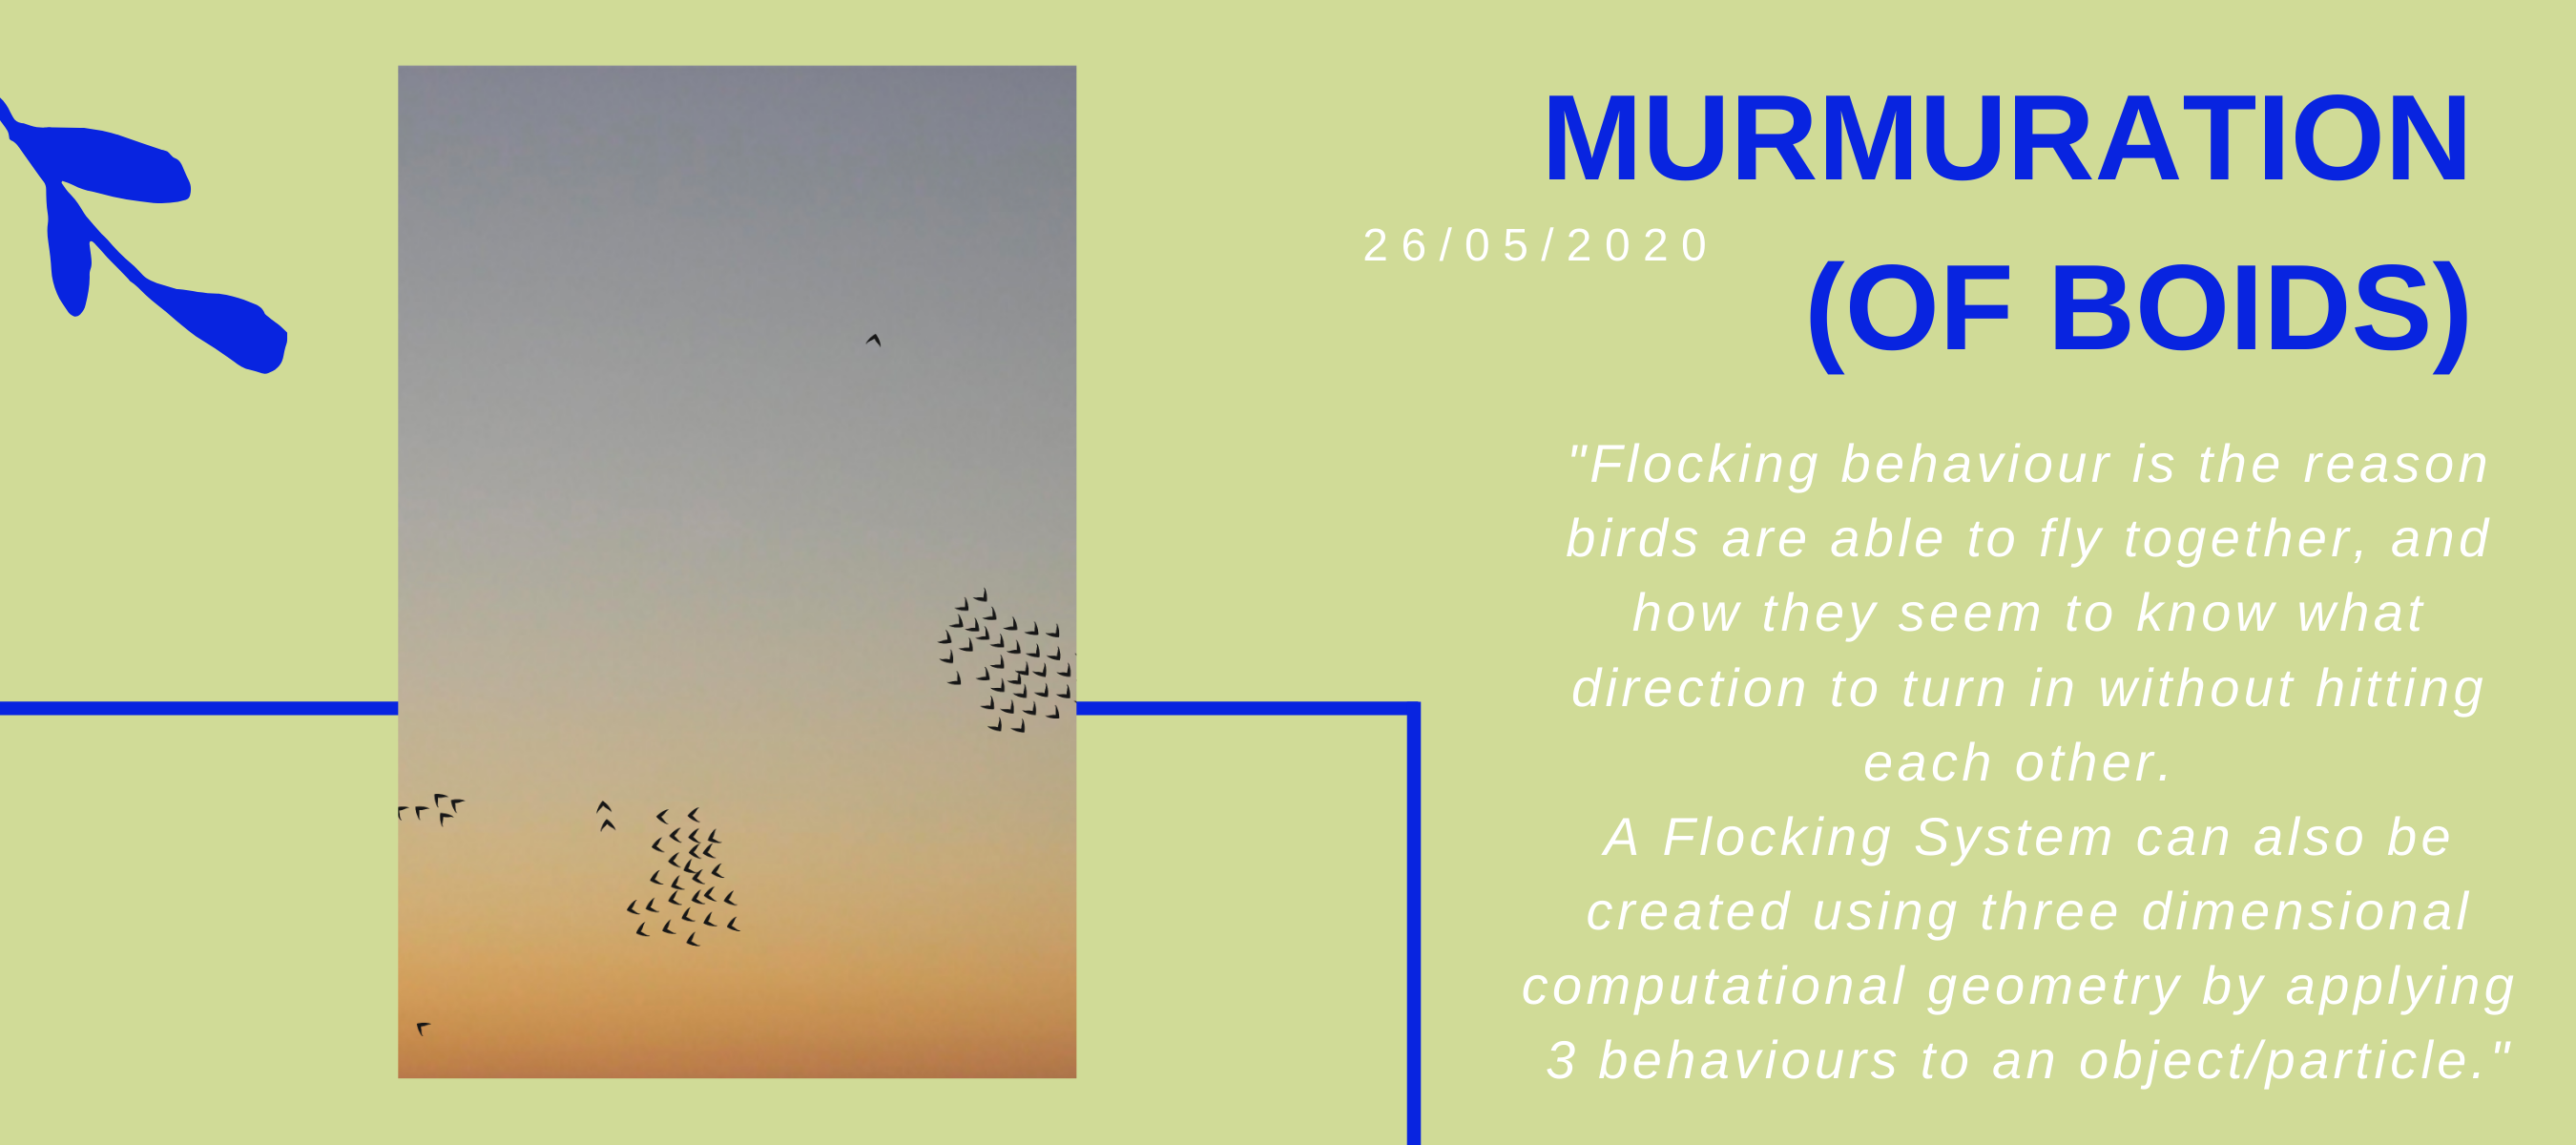 MURMURATION
26/05/2020
(OF BOIDS)
"Flocking behaviour is the reason
birds are able to fly together, and
how they seem to know what
direction to turn in without hitting
each other.
A Flocking System can also be
created using three dimensional
computational geometry by applying
3 behaviours to an object/particle."